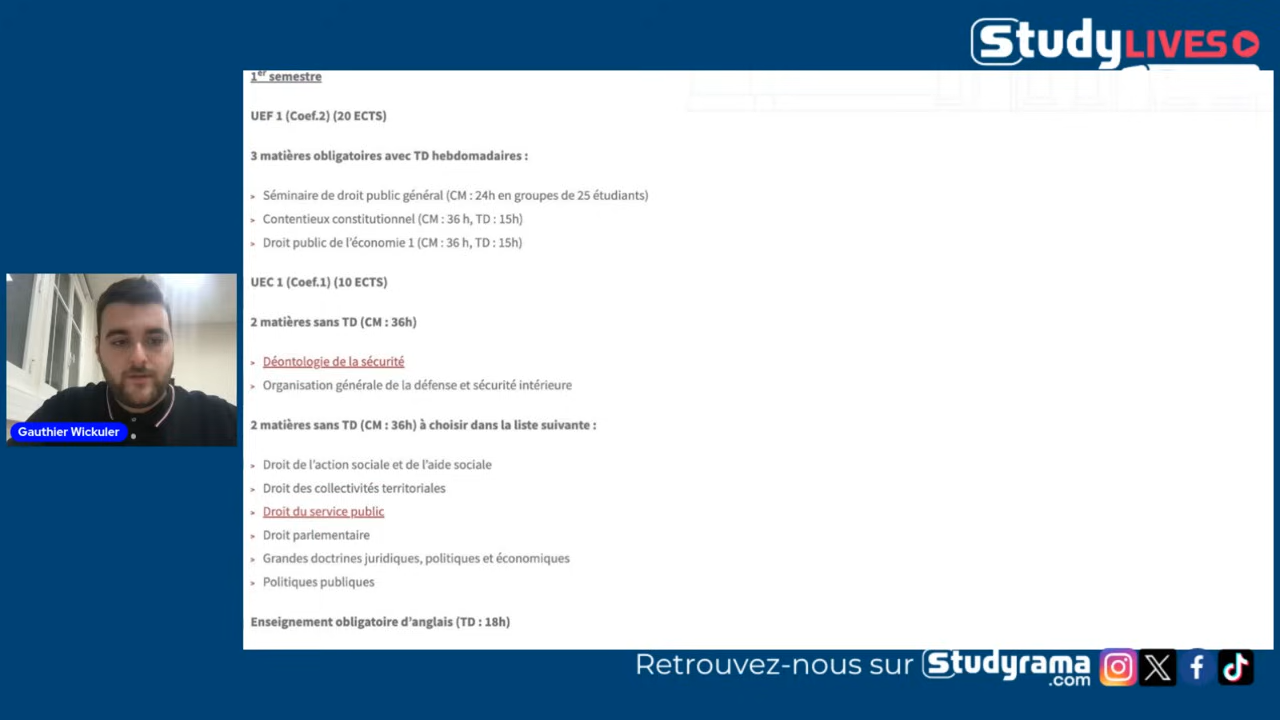 StudyLIVES
1er semestre
UEF 1 (Coef.2) (20 ECTS)
3 matières obligatoires avec TD hebdomadaires :
Séminaire de droit public général (CM : 24h en groupes de 25 étudiants)
Contentieux constitutionnel (CM : 36 h, TD : 15h)
Droit public de l'économie 1 (CM : 36 h, TD : 15h)
UEC 1 (Coef.1) (10 ECTS)
2 matières sans TD (CM : 36h)
Déontologie de la sécurité
Organisation générale de la défense et sécurité intérieure
2 matières sans TD (CM : 36h) à choisir dans la liste suivante :
Droit de l'action sociale et de l'aide sociale
Droit des collectivités territoriales
Droit du service public
Droit parlementaire
Grandes doctrines juridiques, politiques et économiques
Politiques publiques
Enseignement obligatoire d'anglais (TD : 18h)
Gauthier Wickuler
Retrouvez-nous sur Studyrama.com